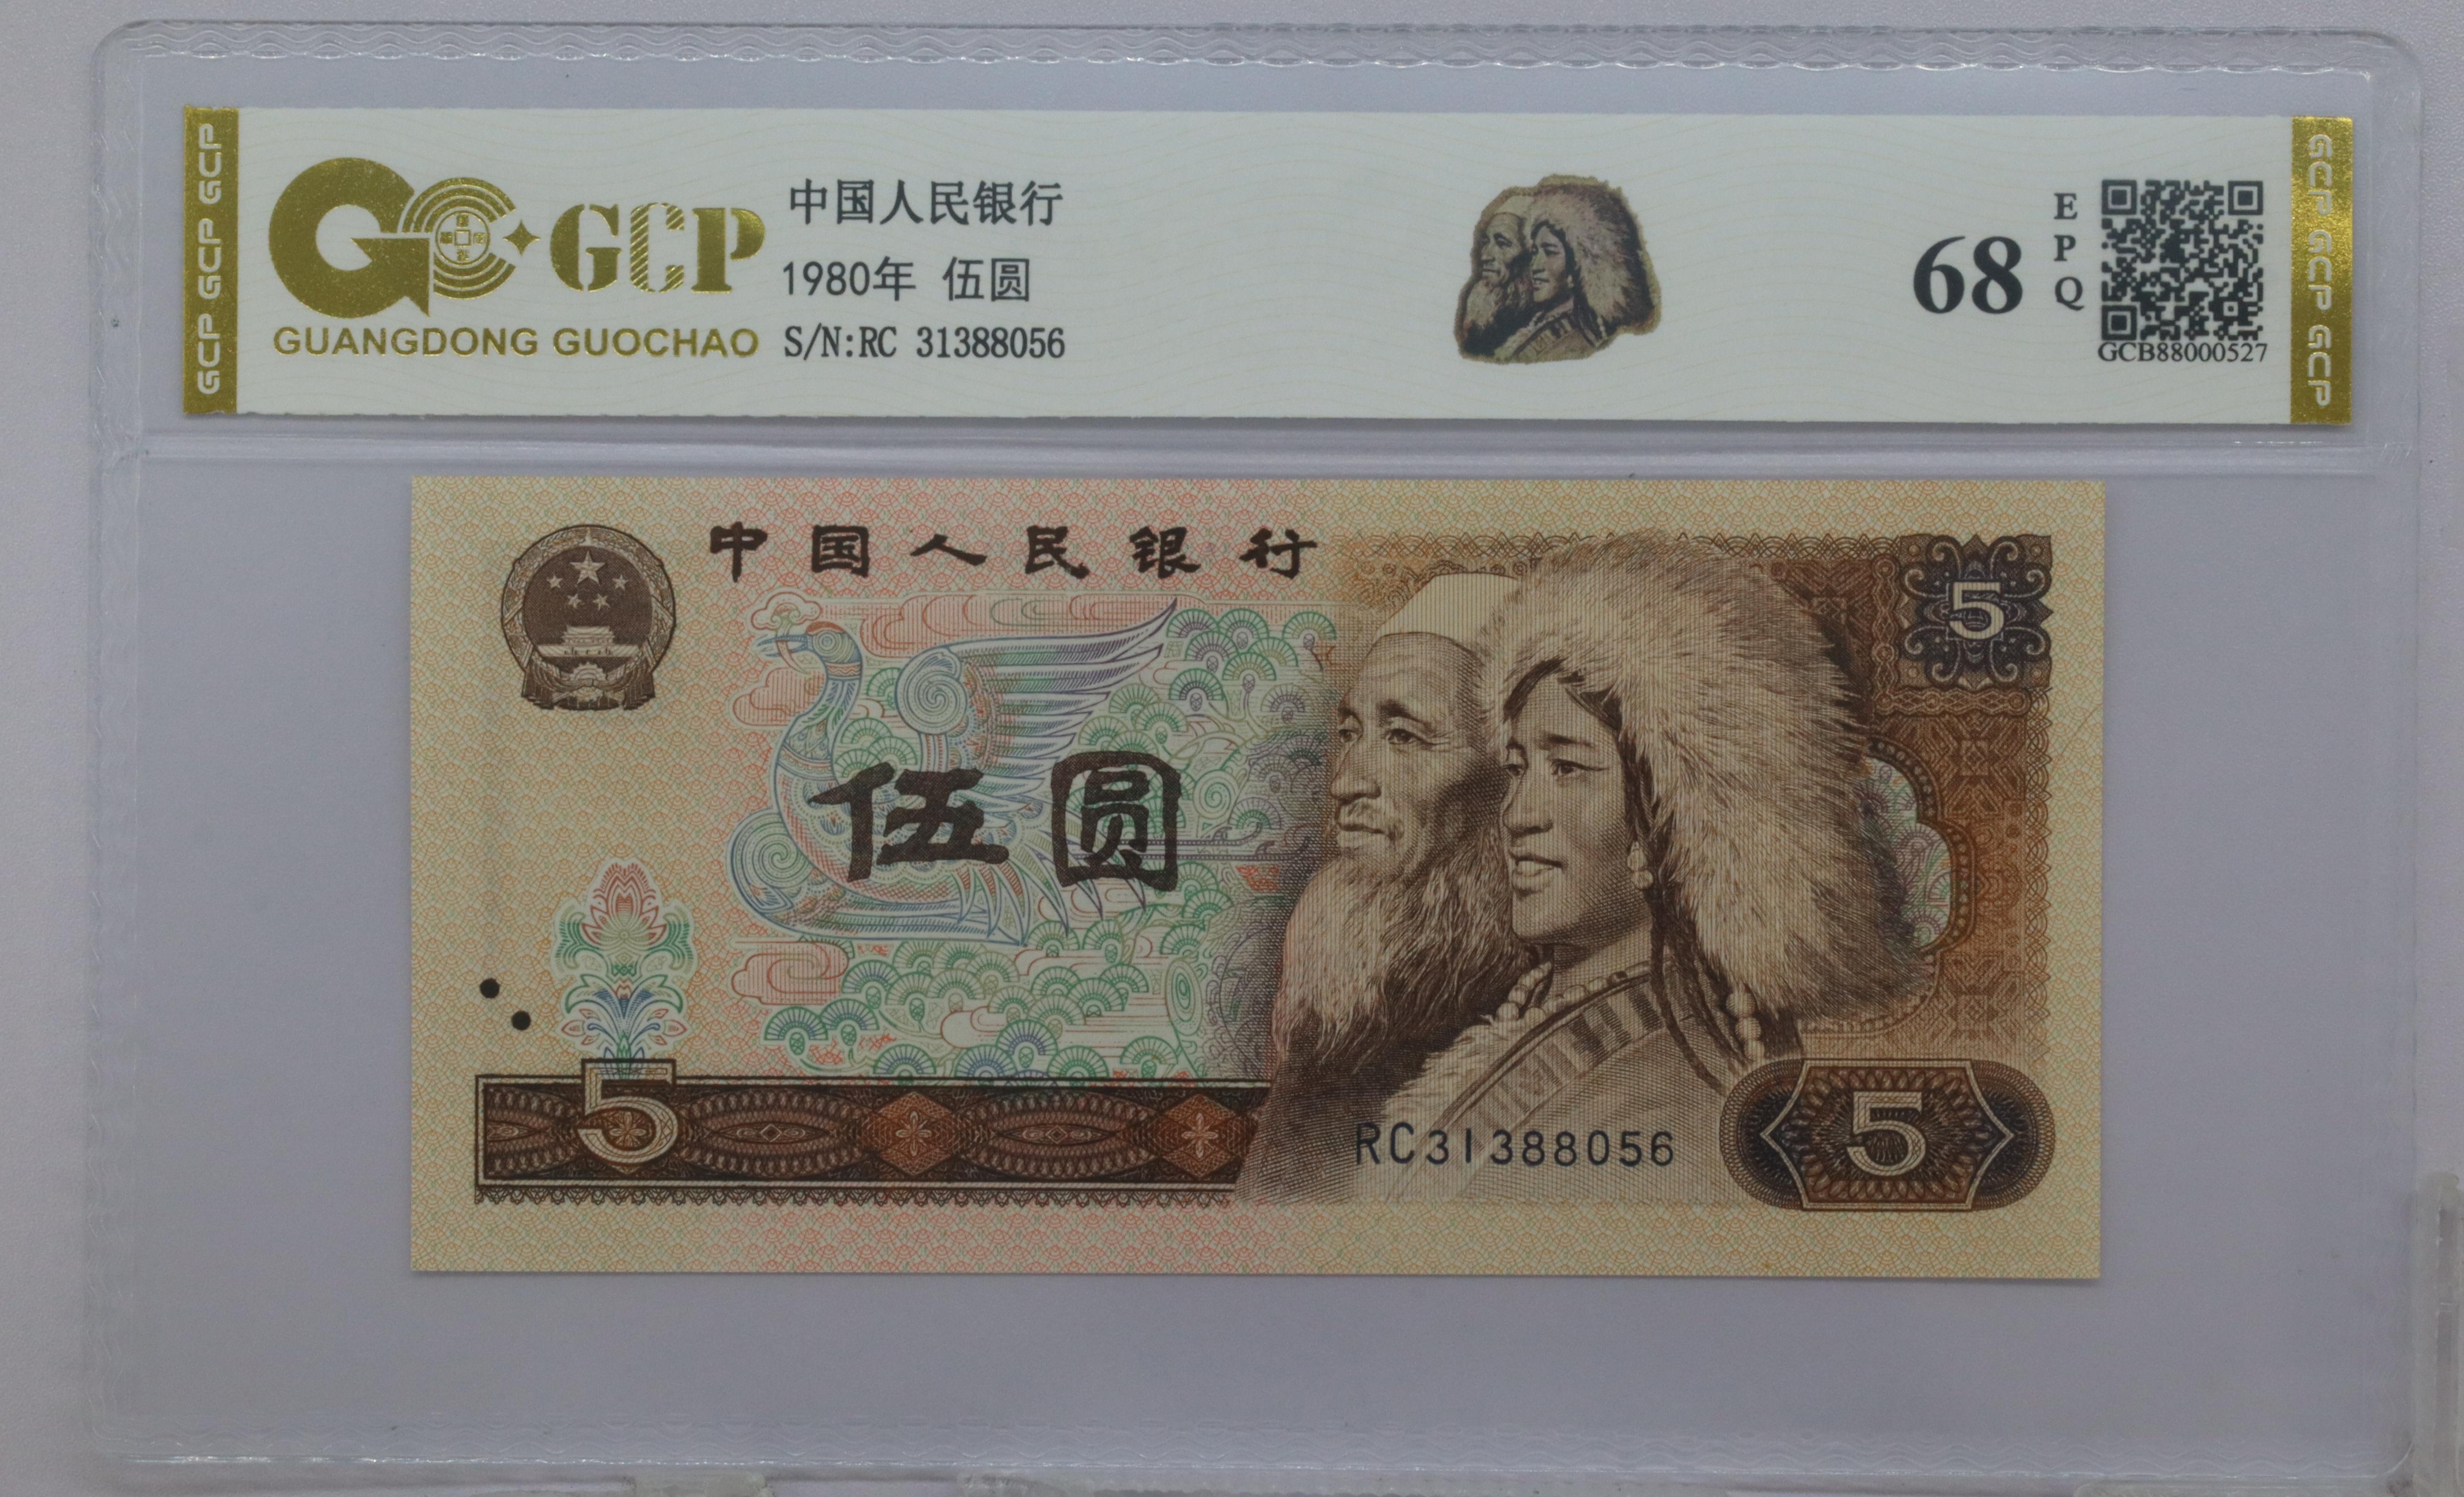 GCP GCP GCP
GCP
GUANGDONG GUOCHAO
中国人民银行
1980年 伍圆
S/N:RC 31388056
68
EPQ
GCB88000527
GCP GCP GCP
中国人民银行
5
伍圆
5
RC31388056
5